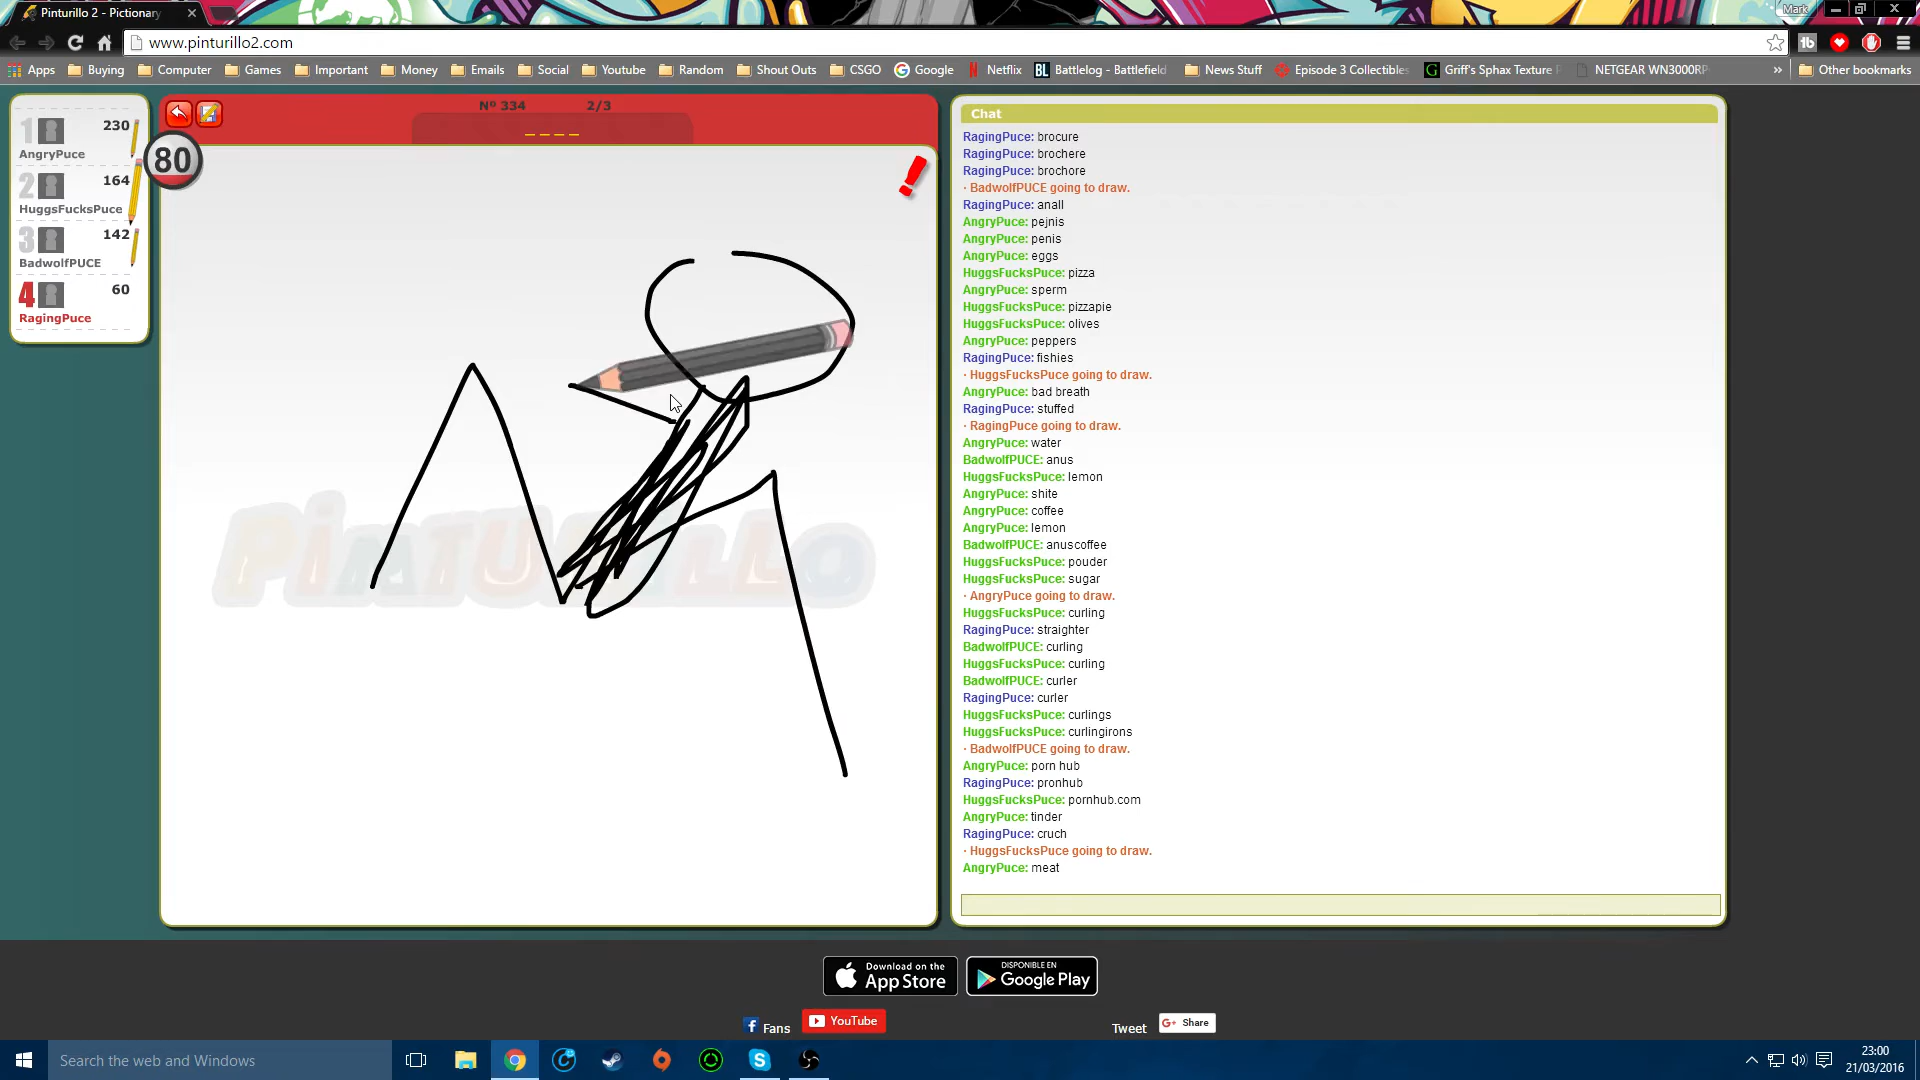 Pinturillo 2 - Pictionary
Mark
www.pinturillo2.com
Apps Buying Computer Games Important Money Emails Social Youtube Random Shout Outs CSGO Google Netflix Battlelog - Battlefield News Stuff Episode 3 Collectibles Griff's Sphax Texture P NETGEAR WN3000RP » Other bookmarks
Nº 334 2/3
_ _ _ _
80
1 230
AngryPuce
2 164
HuggsFucksPuce
3 142
BadwolfPUCE
4 60
RagingPuce
PinTURILLO
Chat
RagingPuce: brocure
RagingPuce: brochere
RagingPuce: brochore
· BadwolfPUCE going to draw.
RagingPuce: anall
AngryPuce: pejnis
AngryPuce: penis
AngryPuce: eggs
HuggsFucksPuce: pizza
AngryPuce: sperm
HuggsFucksPuce: pizzapie
HuggsFucksPuce: olives
AngryPuce: peppers
RagingPuce: fishies
· HuggsFucksPuce going to draw.
AngryPuce: bad breath
RagingPuce: stuffed
· RagingPuce going to draw.
AngryPuce: water
BadwolfPUCE: anus
HuggsFucksPuce: lemon
AngryPuce: shite
AngryPuce: coffee
AngryPuce: lemon
BadwolfPUCE: anuscoffee
HuggsFucksPuce: pouder
HuggsFucksPuce: sugar
· AngryPuce going to draw.
HuggsFucksPuce: curling
RagingPuce: straighter
BadwolfPUCE: curling
HuggsFucksPuce: curling
BadwolfPUCE: curler
RagingPuce: curler
HuggsFucksPuce: curlings
HuggsFucksPuce: curlingirons
· BadwolfPUCE going to draw.
AngryPuce: porn hub
RagingPuce: pronhub
HuggsFucksPuce: pornhub.com
AngryPuce: tinder
RagingPuce: cruch
· HuggsFucksPuce going to draw.
AngryPuce: meat
Download on the
App Store
DISPONIBLE EN
Google Play
Fans YouTube Tweet G+ Share
Search the web and Windows
23:00
21/03/2016